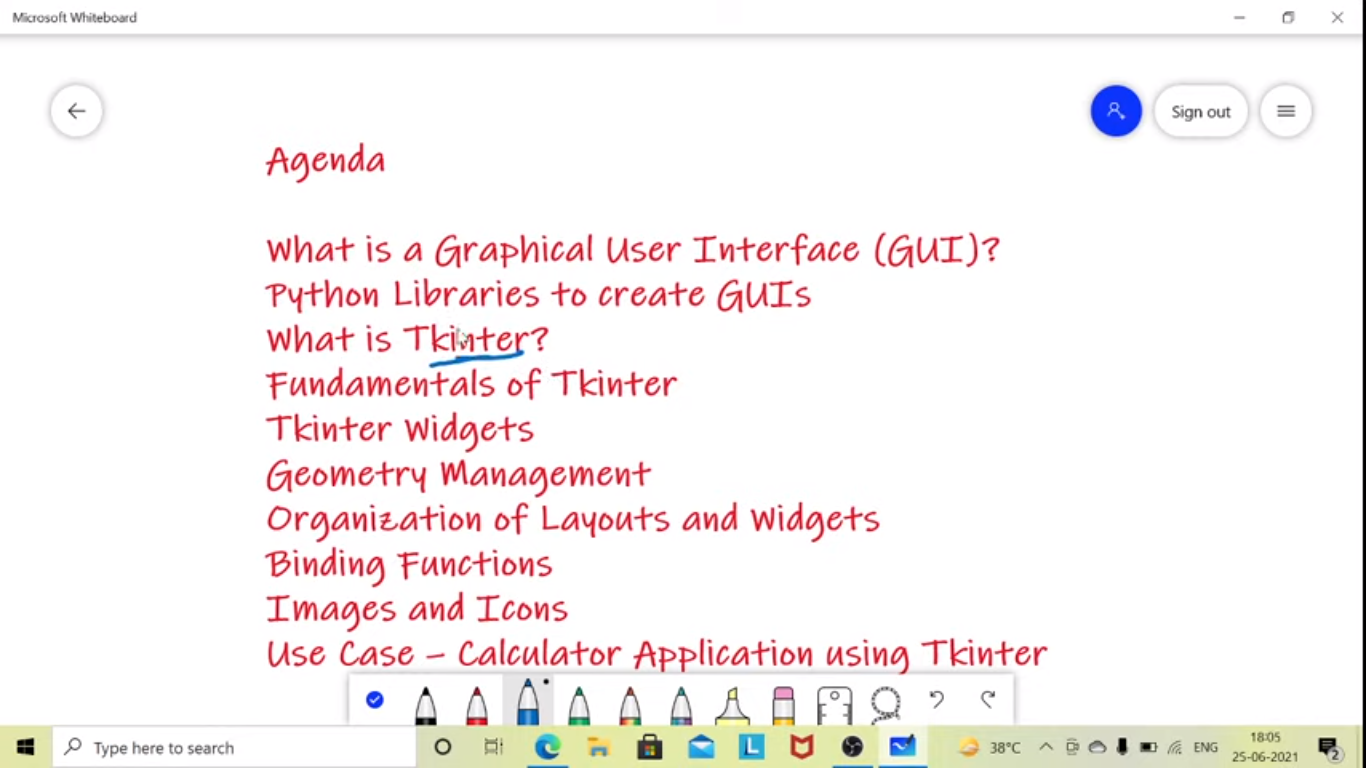 Microsoft Whiteboard
Sign out
Agenda
What is a Graphical User Interface (GUI)?
Python Libraries to create GUIs
What is Tkinter?
Fundamentals of Tkinter
Tkinter Widgets
Geometry Management
Organization of Layouts and Widgets
Binding Functions
Images and Icons
Use Case – Calculator Application using Tkinter
Type here to search
L
38°C
ENG
18:05
25-06-2021
2